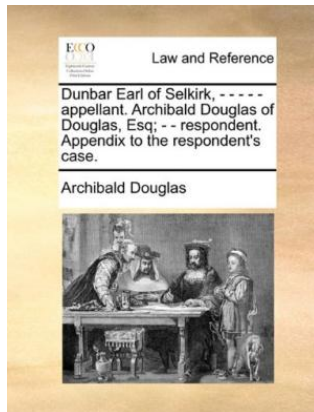 ECCO
Law and Reference
Dunbar Earl of Selkirk, - - - - -
appellant. Archibald Douglas of
Douglas, Esq; - - respondent.
Appendix to the respondent's
case.
Archibald Douglas